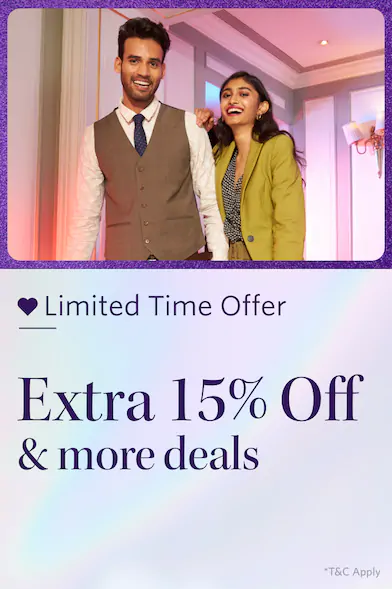 Limited Time Offer
Extra 15% Off
& more deals
*T&C Apply